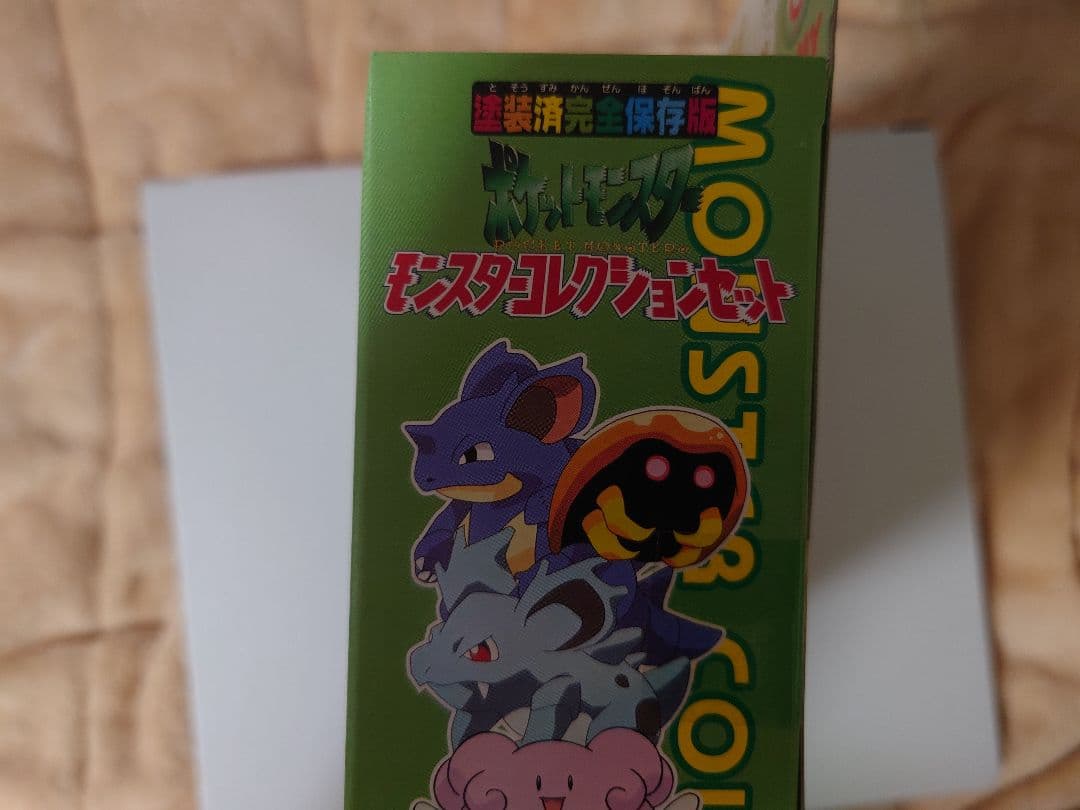 と そう ずみ かん ぜん ほ ぞん ばん
塗装済完全保存版
ポケットモンスター
POCKET MONSTERS
モンスターコレクションセット
MONSTER COL